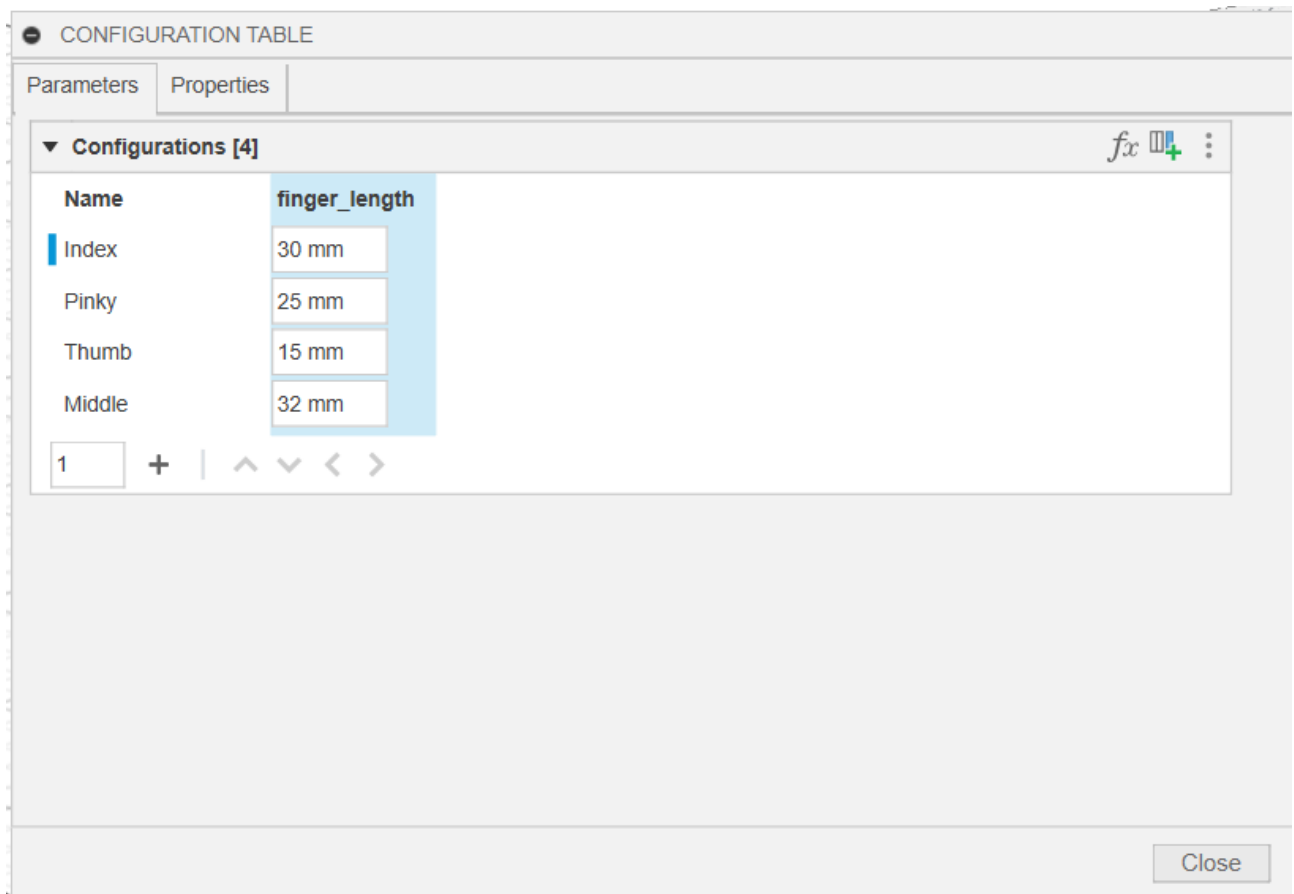 CONFIGURATION TABLE
Parameters Properties
Configurations [4] fx
Name finger_length
Index 30 mm
Pinky 25 mm
Thumb 15 mm
Middle 32 mm
1
Close